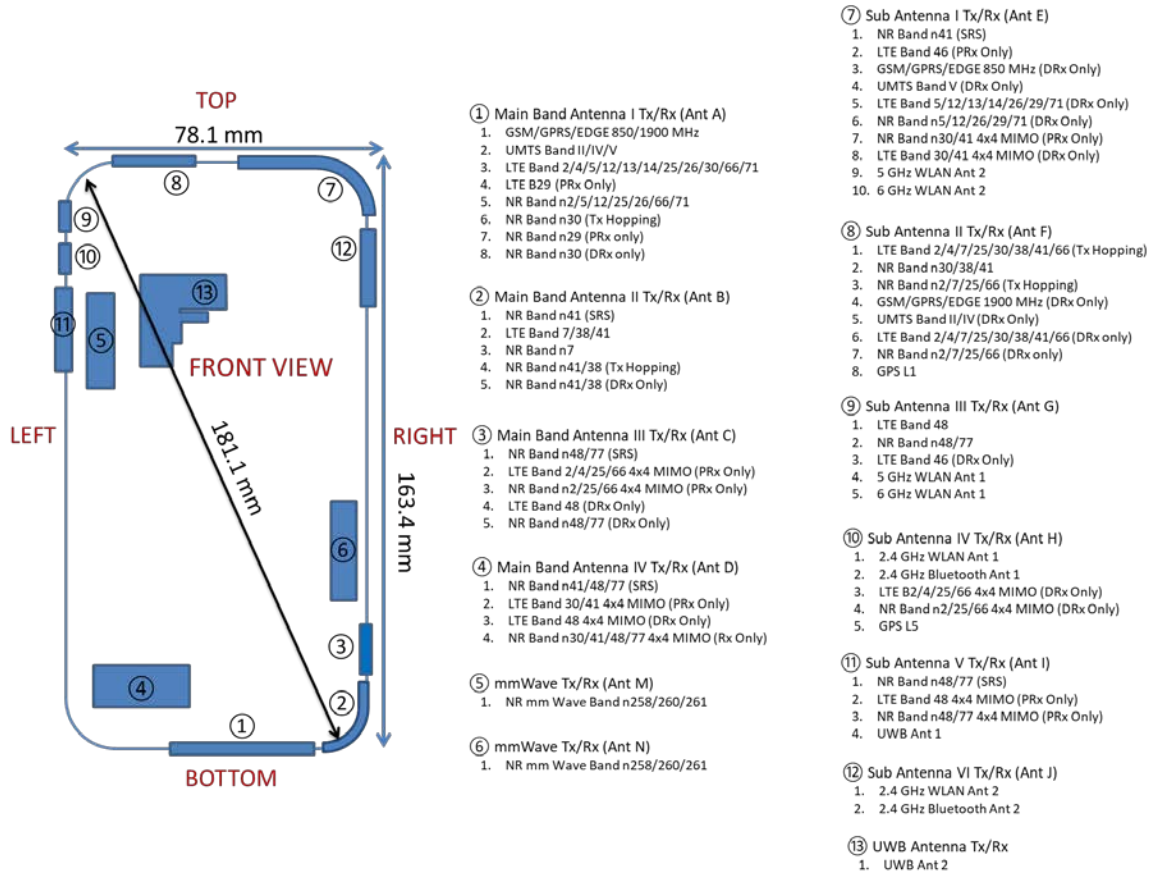 TOP
78.1 mm
⑧
⑦
⑨
⑫
⑩
⑬
⑪
⑤
FRONT VIEW
LEFT
RIGHT
181.1 mm
163.4 mm
⑥
③
④
②
①
BOTTOM
① Main Band Antenna I Tx/Rx (Ant A)
1. GSM/GPRS/EDGE 850/1900 MHz
2. UMTS Band II/IV/V
3. LTE Band 2/4/5/12/13/14/25/26/30/66/71
4. LTE B29 (PRx Only)
5. NR Band n2/5/12/25/26/66/71
6. NR Band n30 (Tx Hopping)
7. NR Band n29 (PRx only)
8. NR Band n30 (DRx only)
② Main Band Antenna II Tx/Rx (Ant B)
1. NR Band n41 (SRS)
2. LTE Band 7/38/41
3. NR Band n7
4. NR Band n41/38 (Tx Hopping)
5. NR Band n41/38 (DRx Only)
③ Main Band Antenna III Tx/Rx (Ant C)
1. NR Band n48/77 (SRS)
2. LTE Band 2/4/25/66 4x4 MIMO (PRx Only)
3. NR Band n2/25/66 4x4 MIMO (PRx Only)
4. LTE Band 48 (DRx Only)
5. NR Band n48/77 (DRx Only)
④ Main Band Antenna IV Tx/Rx (Ant D)
1. NR Band n41/48/77 (SRS)
2. LTE Band 30/41 4x4 MIMO (PRx Only)
3. LTE Band 48 4x4 MIMO (DRx Only)
4. NR Band n30/41/48/77 4x4 MIMO (Rx Only)
⑤ mmWave Tx/Rx (Ant M)
1. NR mm Wave Band n258/260/261
⑥ mmWave Tx/Rx (Ant N)
1. NR mm Wave Band n258/260/261
⑦ Sub Antenna I Tx/Rx (Ant E)
1. NR Band n41 (SRS)
2. LTE Band 46 (PRx Only)
3. GSM/GPRS/EDGE 850 MHz (DRx Only)
4. UMTS Band V (DRx Only)
5. LTE Band 5/12/13/14/26/29/71 (DRx Only)
6. NR Band n5/12/26/29/71 (DRx Only)
7. NR Band n30/41 4x4 MIMO (PRx Only)
8. LTE Band 30/41 4x4 MIMO (DRx Only)
9. 5 GHz WLAN Ant 2
10. 6 GHz WLAN Ant 2
⑧ Sub Antenna II Tx/Rx (Ant F)
1. LTE Band 2/4/7/25/30/38/41/66 (Tx Hopping)
2. NR Band n30/38/41
3. NR Band n2/7/25/66 (Tx Hopping)
4. GSM/GPRS/EDGE 1900 MHz (DRx Only)
5. UMTS Band II/IV (DRx Only)
6. LTE Band 2/4/7/25/30/38/41/66 (DRx only)
7. NR Band n2/7/25/66 (DRx only)
8. GPS L1
⑨ Sub Antenna III Tx/Rx (Ant G)
1. LTE Band 48
2. NR Band n48/77
3. LTE Band 46 (DRx Only)
4. 5 GHz WLAN Ant 1
5. 6 GHz WLAN Ant 1
⑩ Sub Antenna IV Tx/Rx (Ant H)
1. 2.4 GHz WLAN Ant 1
2. 2.4 GHz Bluetooth Ant 1
3. LTE B2/4/25/66 4x4 MIMO (DRx Only)
4. NR Band n2/25/66 4x4 MIMO (DRx Only)
5. GPS L5
⑪ Sub Antenna V Tx/Rx (Ant I)
1. NR Band n48/77 (SRS)
2. LTE Band 48 4x4 MIMO (PRx Only)
3. NR Band n48/77 4x4 MIMO (PRx Only)
4. UWB Ant 1
⑫ Sub Antenna VI Tx/Rx (Ant J)
1. 2.4 GHz WLAN Ant 2
2. 2.4 GHz Bluetooth Ant 2
⑬ UWB Antenna Tx/Rx
1. UWB Ant 2